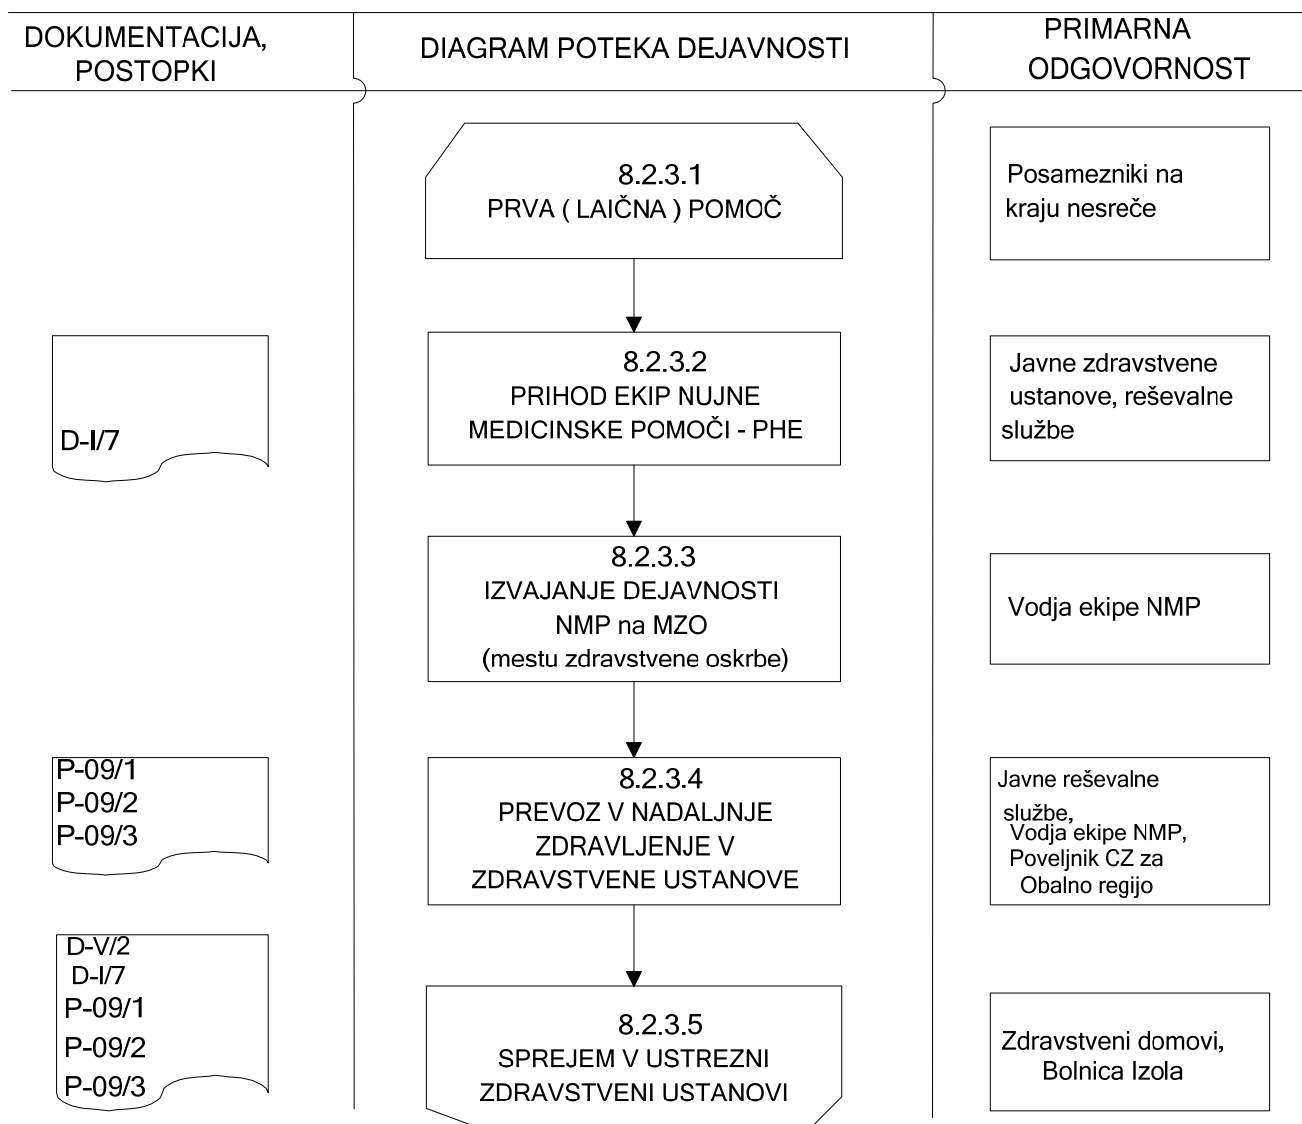 DOKUMENTACIJA,
POSTOPKI
DIAGRAM POTEKA DEJAVNOSTI
PRIMARNA
ODGOVORNOST
8.2.3.1
PRVA ( LAIČNA ) POMOČ
Posamezniki na
kraju nesreče
D-I/7
8.2.3.2
PRIHOD EKIP NUJNE
MEDICINSKE POMOČI - PHE
Javne zdravstvene
ustanove, reševalne
službe
8.2.3.3
IZVAJANJE DEJAVNOSTI
NMP na MZO
(mestu zdravstvene oskrbe)
Vodja ekipe NMP
P-09/1
P-09/2
P-09/3
8.2.3.4
PREVOZ V NADALJNJE
ZDRAVLJENJE V
ZDRAVSTVENE USTANOVE
Javne reševalne
službe,
Vodja ekipe NMP,
Poveljnik CZ za
Obalno regijo
D-V/2
D-I/7
P-09/1
P-09/2
P-09/3
8.2.3.5
SPREJEM V USTREZNI
ZDRAVSTVENI USTANOVI
Zdravstveni domovi,
Bolnica Izola